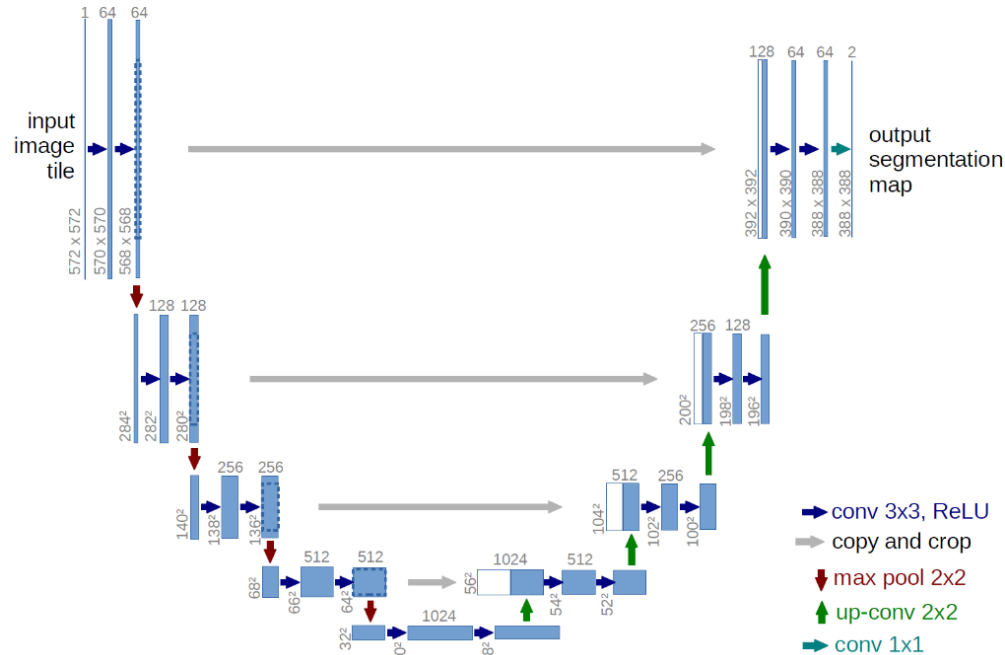 1 64 64
128
64 64 2
input
image
tile
output
segmentation
map
572 x 572
570 x 570
568 x 568
392 x 392
390 x 390
388 x 388
388 x 388
128 128
256 128
284²
282²
280²
200²
198²
196²
256 256
512 256
140²
138²
136²
104²
102²
100²
512 512
1024 512
68²
66²
64²
56²
54²
52²
1024
32²
0²
8²
conv 3x3, ReLU
copy and crop
max pool 2x2
up-conv 2x2
conv 1x1